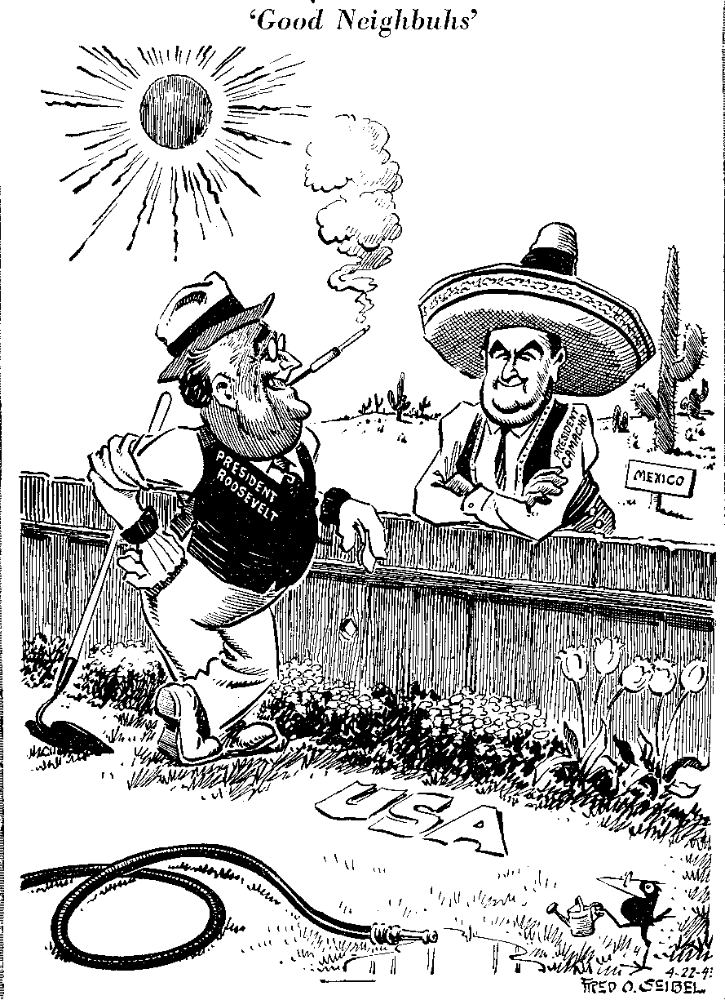 ‘Good Neighbuhs’
PRESIDENT
ROOSEVELT
PRESIDENT
CAMACHO
MEXICO
USA
FRED O. SEIBEL